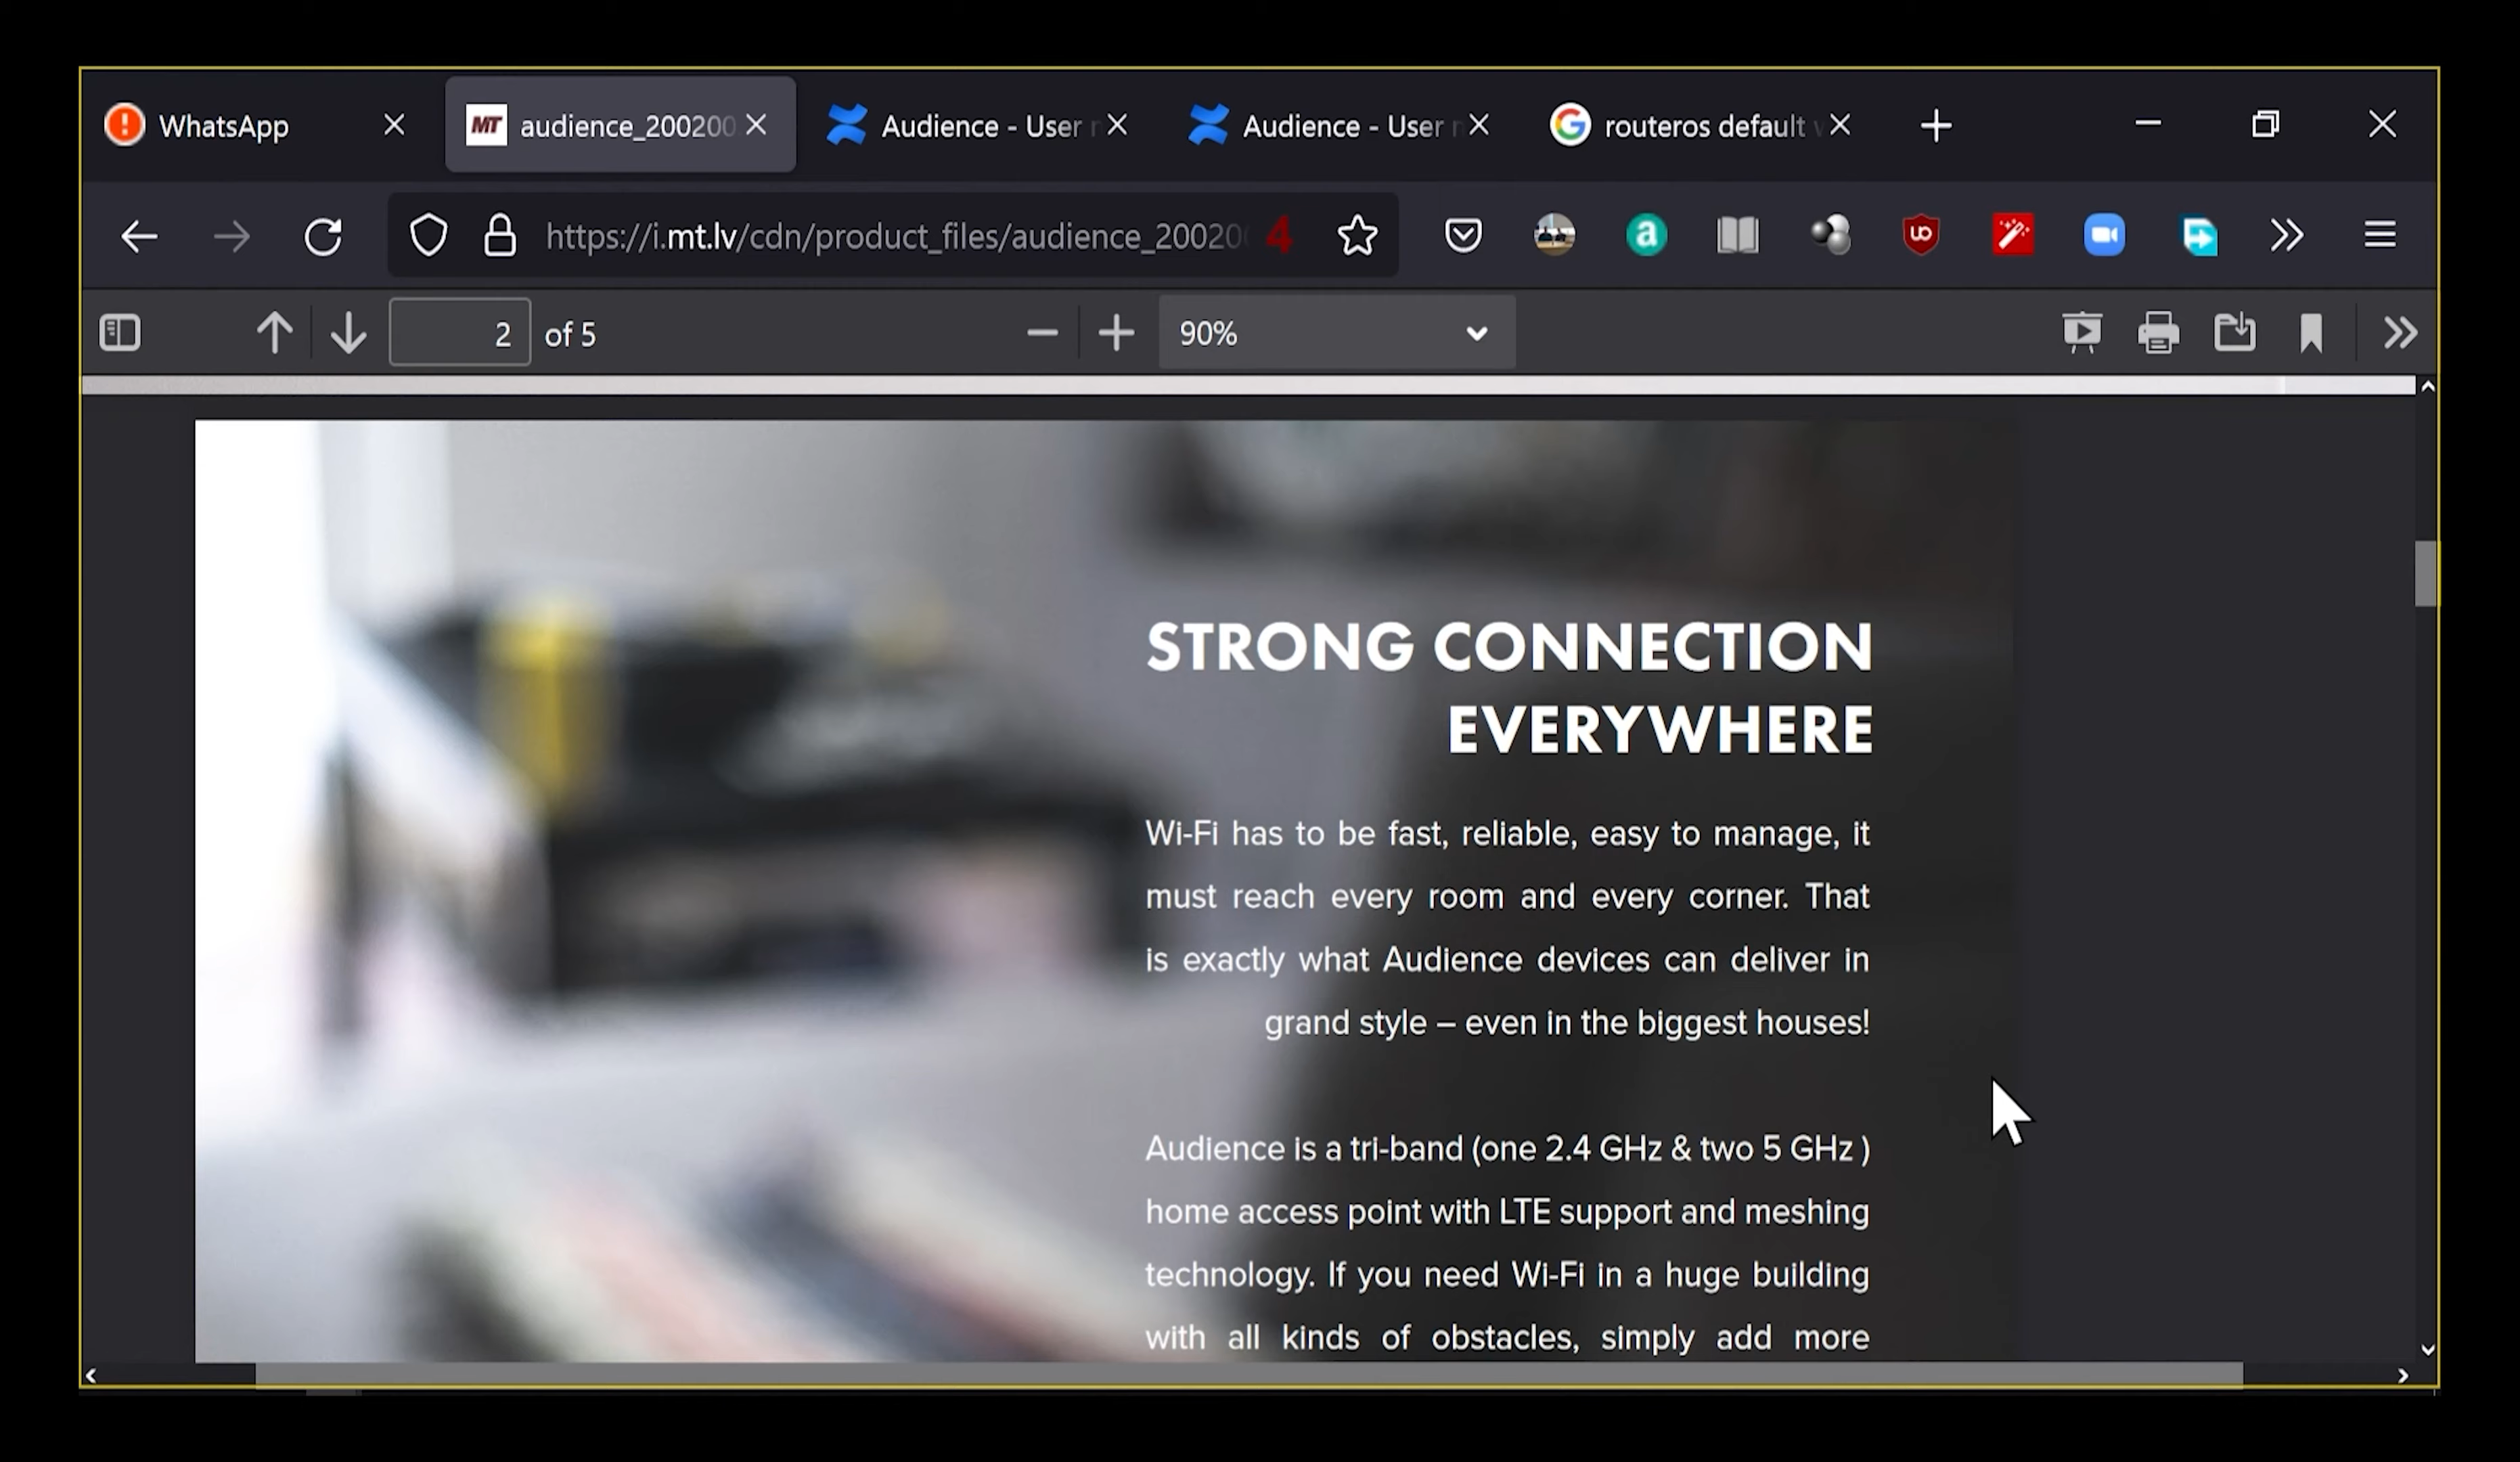 WhatsApp
MT audience_200200
Audience - User
Audience - User
routeros default
https://i.mt.lv/cdn/product_files/audience_20020
4
a
2 of 5
90%
STRONG CONNECTION
EVERYWHERE
Wi-Fi has to be fast, reliable, easy to manage, it
must reach every room and every corner. That
is exactly what Audience devices can deliver in
grand style – even in the biggest houses!
Audience is a tri-band (one 2.4 GHz & two 5 GHz )
home access point with LTE support and meshing
technology. If you need Wi-Fi in a huge building
with all kinds of obstacles, simply add more